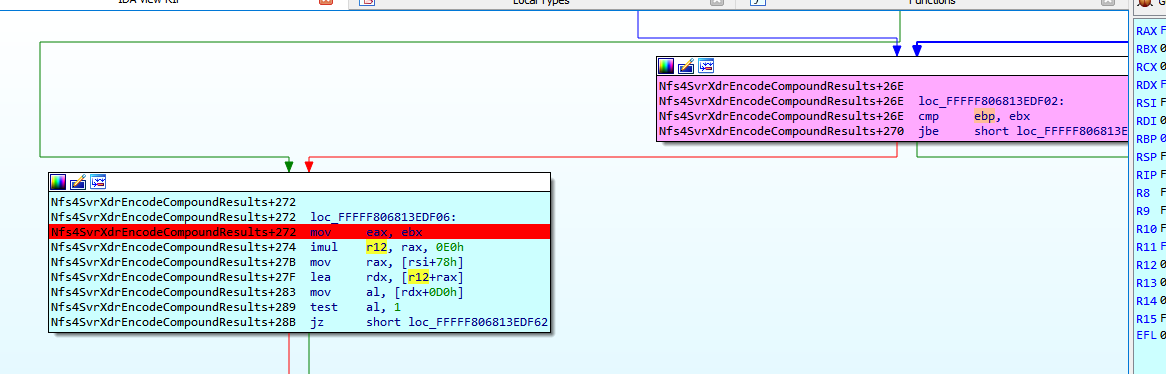 IDA View-RIP
Local Types
Functions
G
Nfs4SvrXdrEncodeCompoundResults+26E
Nfs4SvrXdrEncodeCompoundResults+26E loc_FFFFF806813EDF02:
Nfs4SvrXdrEncodeCompoundResults+26E cmp ebp, ebx
Nfs4SvrXdrEncodeCompoundResults+270 jbe short loc_FFFFF806813E
Nfs4SvrXdrEncodeCompoundResults+272
Nfs4SvrXdrEncodeCompoundResults+272 loc_FFFFF806813EDF06:
Nfs4SvrXdrEncodeCompoundResults+272 mov eax, ebx
Nfs4SvrXdrEncodeCompoundResults+274 imul r12, rax, 0E0h
Nfs4SvrXdrEncodeCompoundResults+27B mov rax, [rsi+78h]
Nfs4SvrXdrEncodeCompoundResults+27F lea rdx, [r12+rax]
Nfs4SvrXdrEncodeCompoundResults+283 mov al, [rdx+0D0h]
Nfs4SvrXdrEncodeCompoundResults+289 test al, 1
Nfs4SvrXdrEncodeCompoundResults+28B jz short loc_FFFFF806813EDF62
RAX F
RBX 0
RCX 0
RDX F
RSI F
RDI 0
RBP 0
RSP F
RIP F
R8 F
R9 F
R10 F
R11 F
R12 0
R13 0
R14 0
R15 F
EFL 0